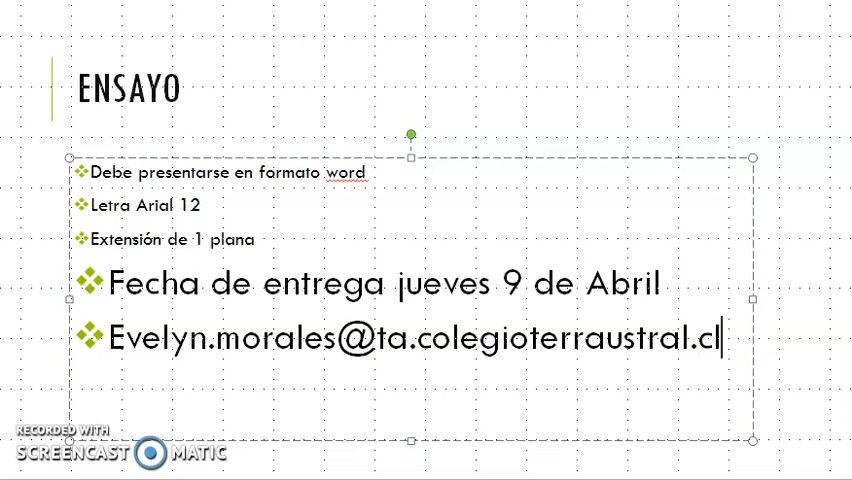 ENSAYO
Debe presentarse en formato word
Letra Arial 12
Extensión de 1 plana
Fecha de entrega jueves 9 de Abril
Evelyn.morales@ta.colegioterraustral.cl
RECORDED WITH
SCREENCAST MATIC